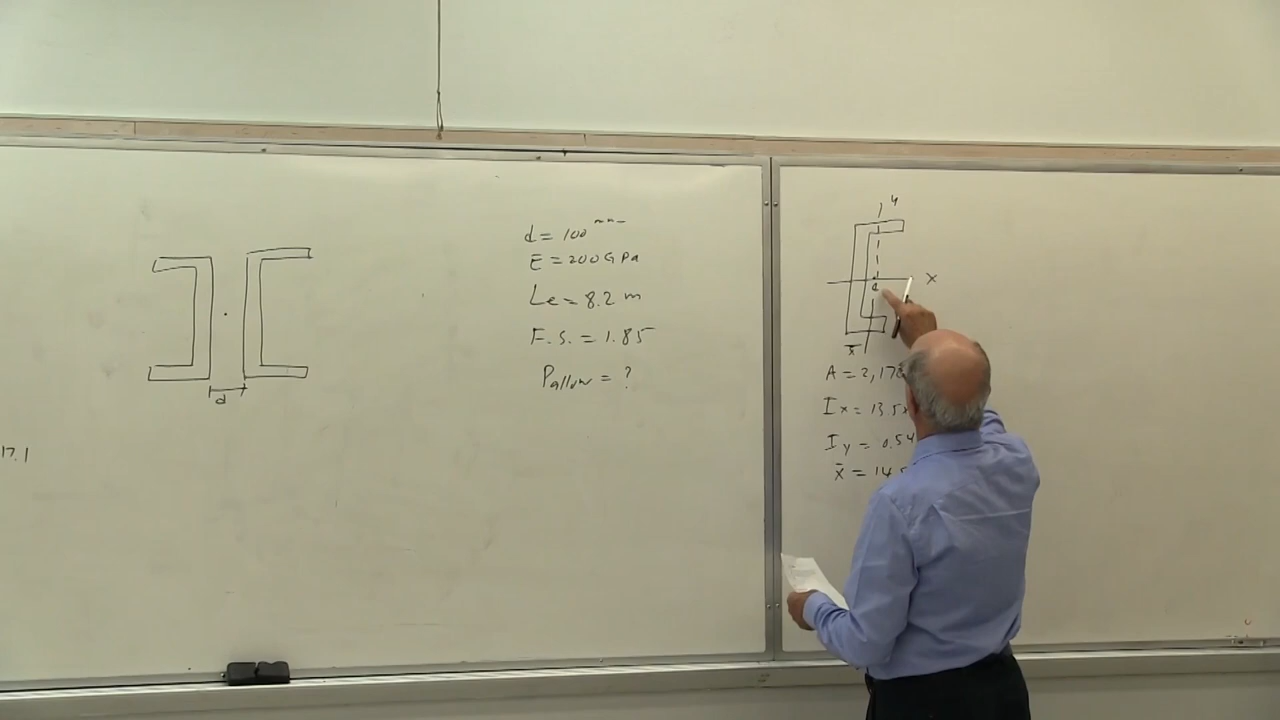 d
17.1
d = 100 mm
E = 200 GPa
Le = 8.2 m
F.S. = 1.85
Pallow = ?
y
x
c
x̄
A = 2,17
Ix = 13.5
Iy = 0.54
x̄ = 14.